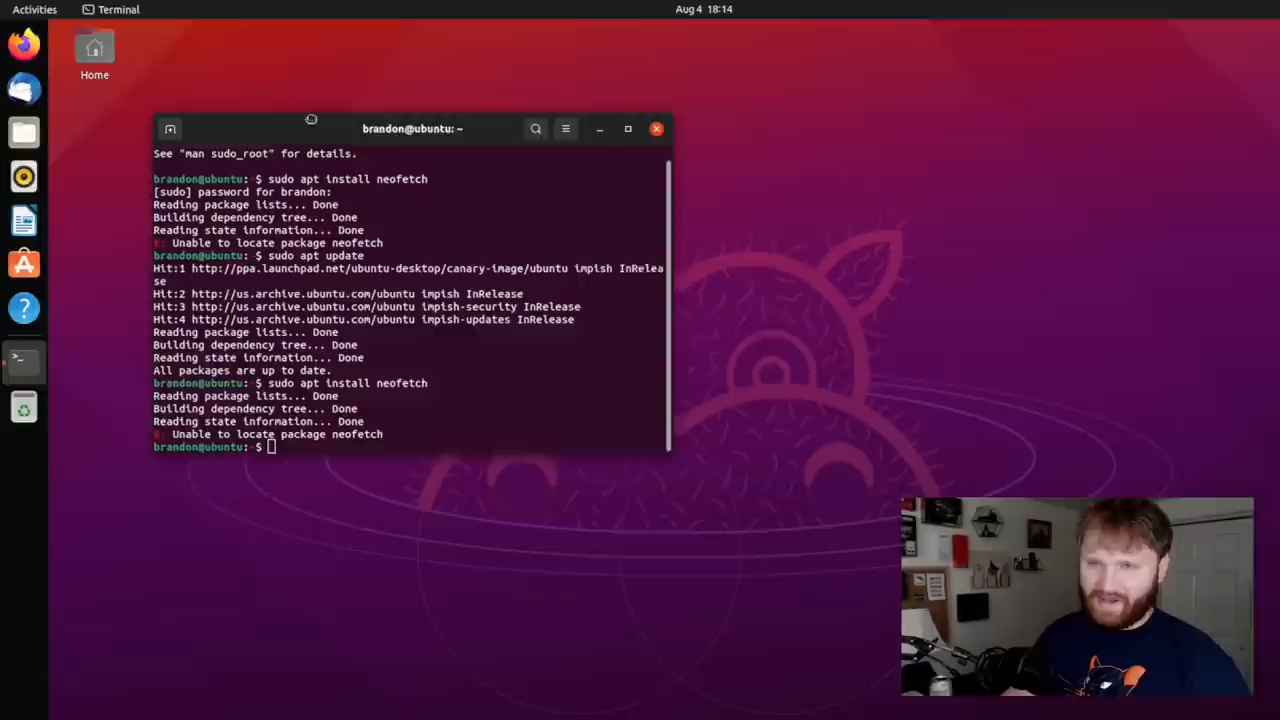 Activities
Terminal
Aug 4 18:14
Home
brandon@ubuntu: ~
See "man sudo_root" for details.
brandon@ubuntu: $ sudo apt install neofetch
[sudo] password for brandon:
Reading package lists... Done
Building dependency tree... Done
Reading state information... Done
E: Unable to locate package neofetch
brandon@ubuntu: $ sudo apt update
Hit:1 http://ppa.launchpad.net/ubuntu-desktop/canary-image/ubuntu impish InRelea
se
Hit:2 http://us.archive.ubuntu.com/ubuntu impish InRelease
Hit:3 http://us.archive.ubuntu.com/ubuntu impish-security InRelease
Hit:4 http://us.archive.ubuntu.com/ubuntu impish-updates InRelease
Reading package lists... Done
Building dependency tree... Done
Reading state information... Done
All packages are up to date.
brandon@ubuntu: $ sudo apt install neofetch
Reading package lists... Done
Building dependency tree... Done
Reading state information... Done
E: Unable to locate package neofetch
brandon@ubuntu: $